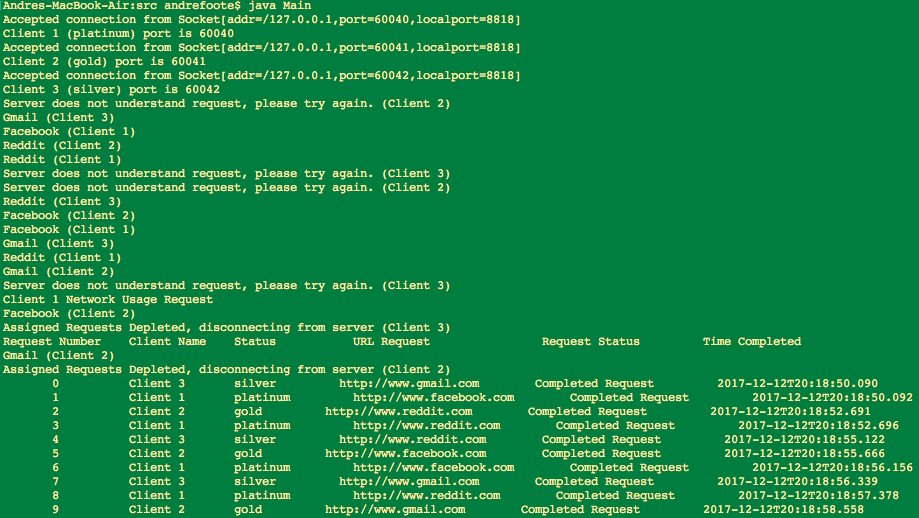 [Andres-MacBook-Air:src andrefoote$ java Main
Accepted connection from Socket[addr=/127.0.0.1,port=60040,localport=8818]
Client 1 (platinum) port is 60040
Accepted connection from Socket[addr=/127.0.0.1,port=60041,localport=8818]
Client 2 (gold) port is 60041
Accepted connection from Socket[addr=/127.0.0.1,port=60042,localport=8818]
Client 3 (silver) port is 60042
Server does not understand request, please try again. (Client 2)
Gmail (Client 3)
Facebook (Client 1)
Reddit (Client 2)
Reddit (Client 1)
Server does not understand request, please try again. (Client 3)
Server does not understand request, please try again. (Client 2)
Reddit (Client 3)
Facebook (Client 2)
Facebook (Client 1)
Gmail (Client 3)
Reddit (Client 1)
Gmail (Client 2)
Server does not understand request, please try again. (Client 3)
Client 1 Network Usage Request
Facebook (Client 2)
Assigned Requests Depleted, disconnecting from server (Client 3)
Request Number Client Name Status URL Request Request Status Time Completed
Gmail (Client 2)
Assigned Requests Depleted, disconnecting from server (Client 2)
0 Client 3 silver http://www.gmail.com Completed Request 2017-12-12T20:18:50.090
1 Client 1 platinum http://www.facebook.com Completed Request 2017-12-12T20:18:50.092
2 Client 2 gold http://www.reddit.com Completed Request 2017-12-12T20:18:52.691
3 Client 1 platinum http://www.reddit.com Completed Request 2017-12-12T20:18:52.696
4 Client 3 silver http://www.reddit.com Completed Request 2017-12-12T20:18:55.122
5 Client 2 gold http://www.facebook.com Completed Request 2017-12-12T20:18:55.666
6 Client 1 platinum http://www.facebook.com Completed Request 2017-12-12T20:18:56.156
7 Client 3 silver http://www.gmail.com Completed Request 2017-12-12T20:18:56.339
8 Client 1 platinum http://www.reddit.com Completed Request 2017-12-12T20:18:57.378
9 Client 2 gold http://www.gmail.com Completed Request 2017-12-12T20:18:58.558